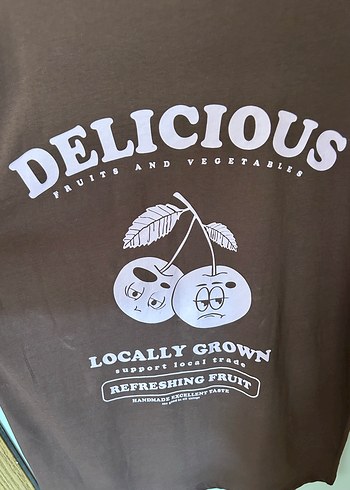 DELICIOUS
FRUITS AND VEGETABLES
LOCALLY GROWN
support local trade
REFRESHING FRUIT
HANDMADE EXCELLENT TASTE